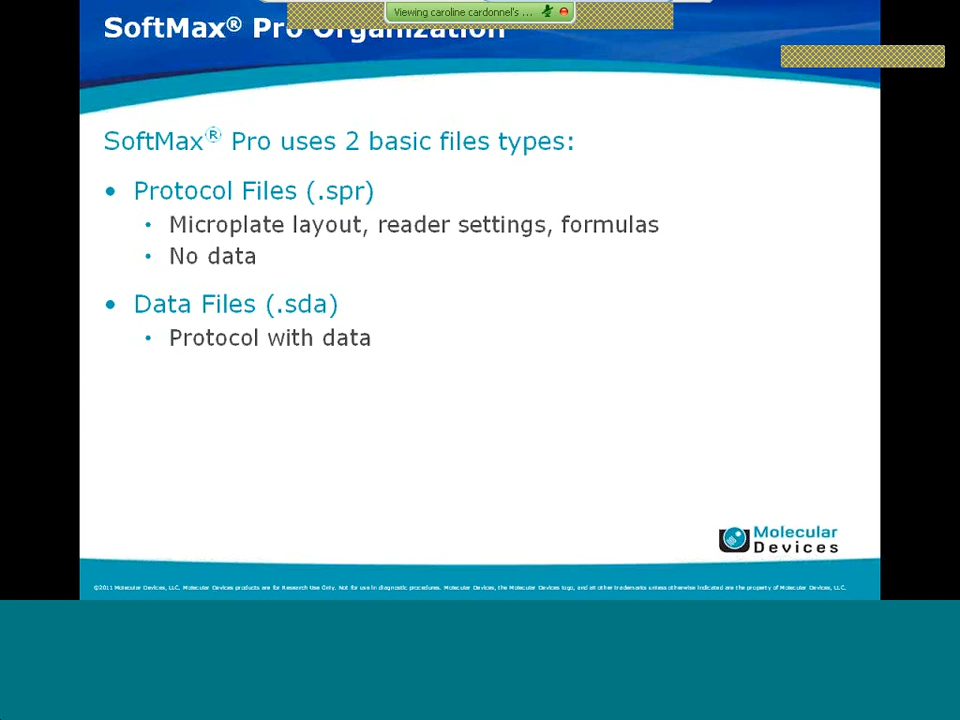 Viewing caroline cardonnel's ...
SoftMax® Pro Organization
SoftMax® Pro uses 2 basic files types:
• Protocol Files (.spr)
• Microplate layout, reader settings, formulas
• No data
• Data Files (.sda)
• Protocol with data
Molecular
Devices
©2011 Molecular Devices, LLC. Molecular Devices products are for Research Use Only. Not for use in diagnostic procedures. Molecular Devices, the Molecular Devices logo, and all other trademarks unless otherwise indicated are the property of Molecular Devices, LLC.